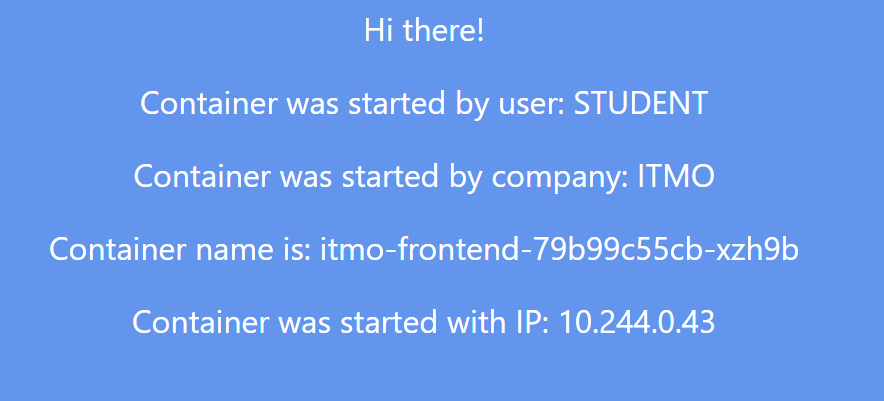 Hi there!
Container was started by user: STUDENT
Container was started by company: ITMO
Container name is: itmo-frontend-79b99c55cb-xzh9b
Container was started with IP: 10.244.0.43